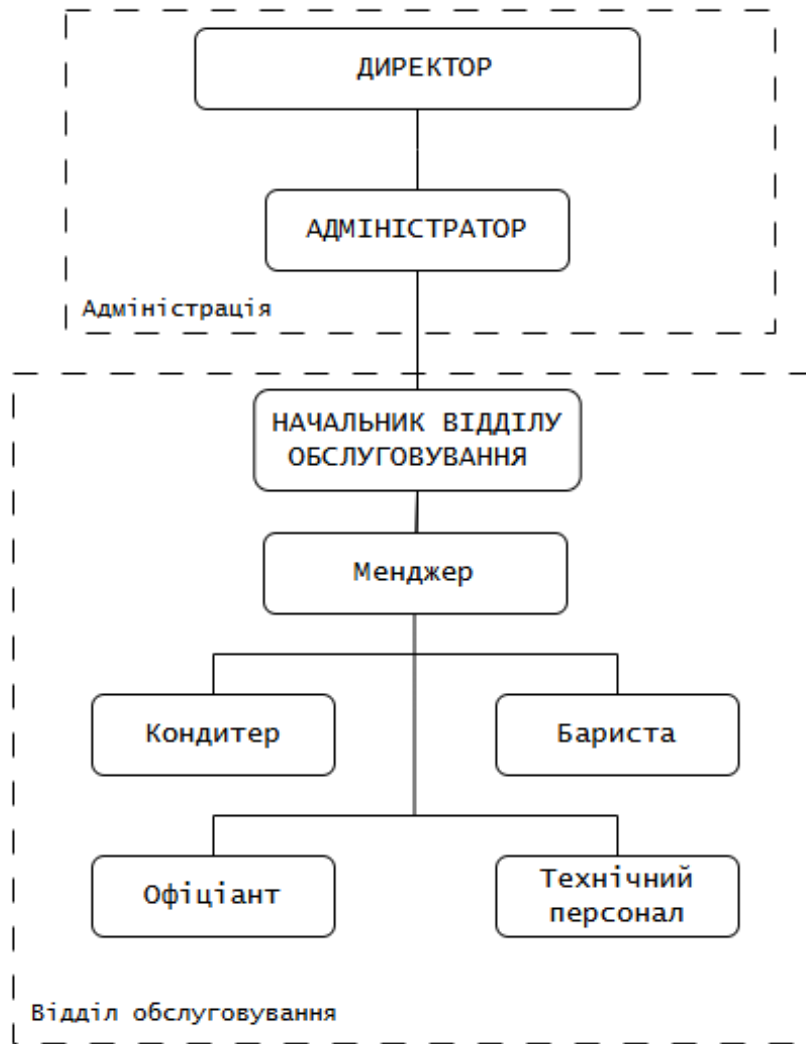 ДИРЕКТОР
АДМІНІСТРАТОР
Адміністрація
НАЧАЛЬНИК ВІДДІЛУ
ОБСЛУГОВУВАННЯ
Менджер
Кондитер
Бариста
Офіціант
Технічний
персонал
Відділ обслуговування